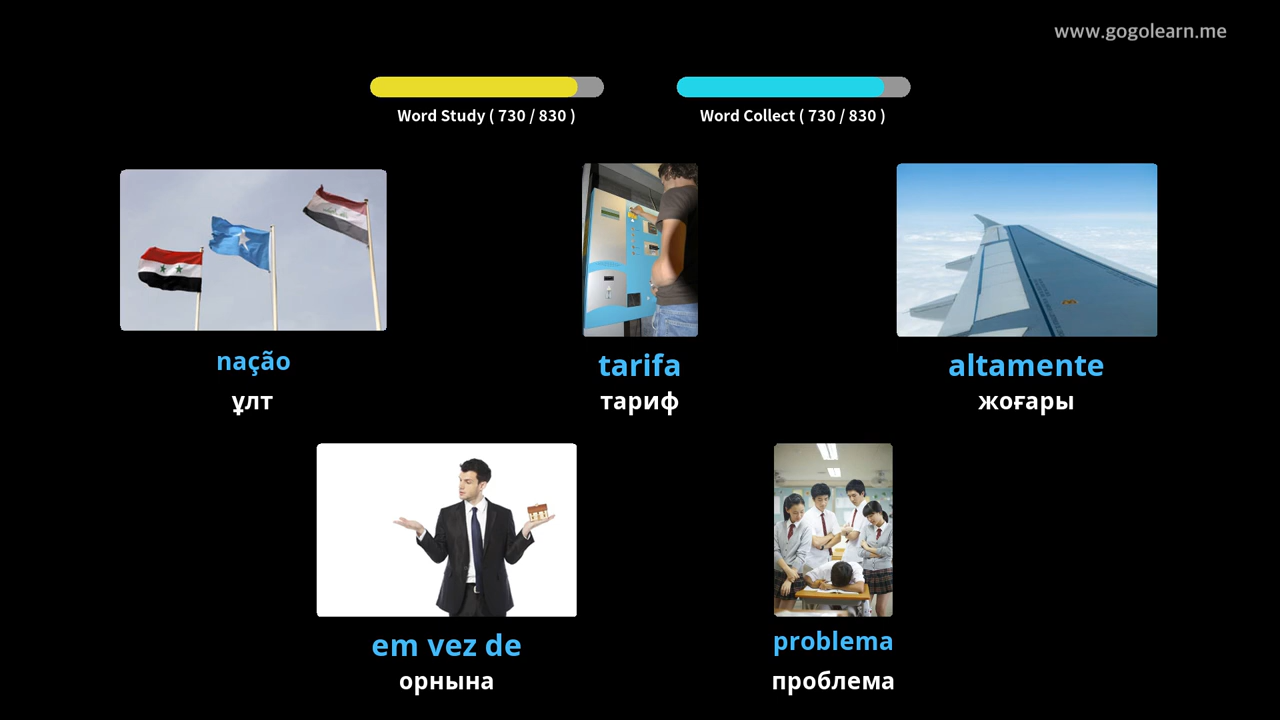 www.gogolearn.me
Word Study ( 730 / 830 )
Word Collect ( 730 / 830 )
nação
ұлт
tarifa
тариф
altamente
жоғары
em vez de
орнына
problema
проблема